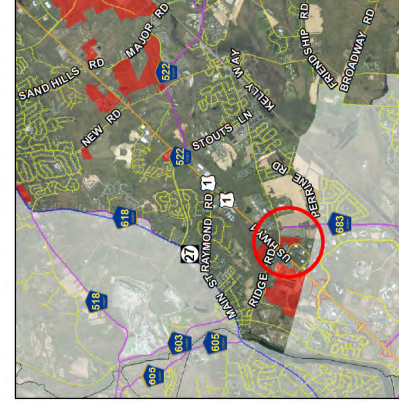 MAJOR RD
FRIENDSHIP RD
BROADWAY RD
SAND HILLS RD
522
KELLY WAY
NEW RD
STOUTS LN
522
PERRINE RD
1
1
618
RAYMOND RD
683
US HWY 1
27
MAIN ST
RIDGE RD
518
603
605
605